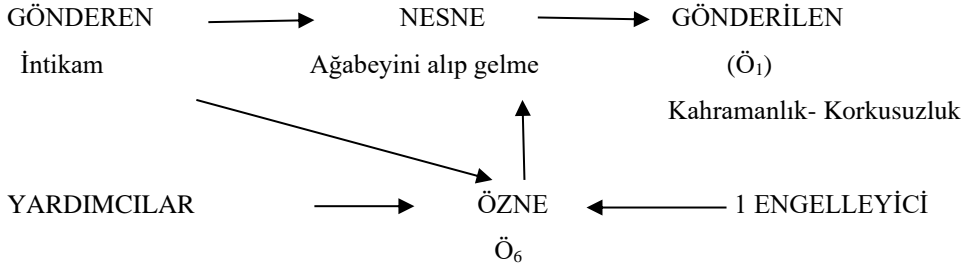 GÖNDEREN NESNE GÖNDERİLEN
İntikam Ağabeyini alıp gelme (Ö₁)
Kahramanlık- Korkusuzluk
YARDIMCILAR ÖZNE 1 ENGELLEYİCİ
Ö₆